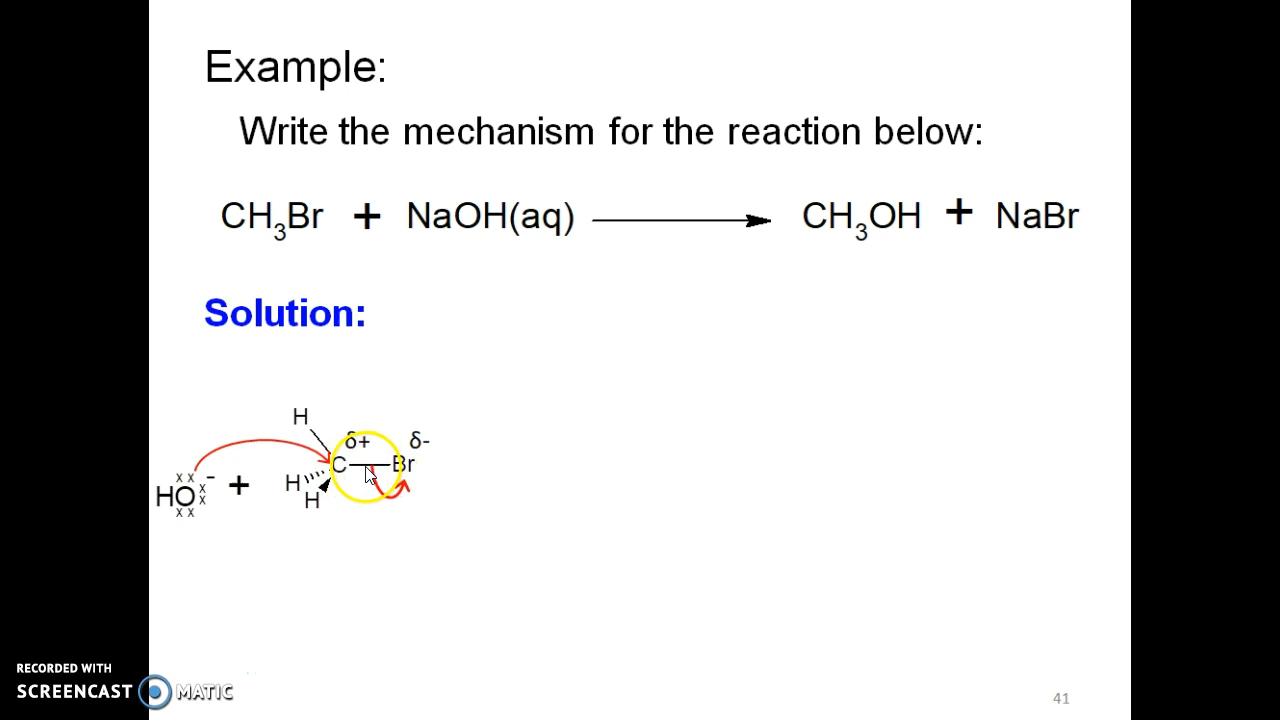 Example:
Write the mechanism for the reaction below:
CH₃Br + NaOH(aq) ⟶ CH₃OH + NaBr
Solution:
H
δ+ δ-
C Br
H
HO⁻ + H
RECORDED WITH
SCREENCAST MATIC
41